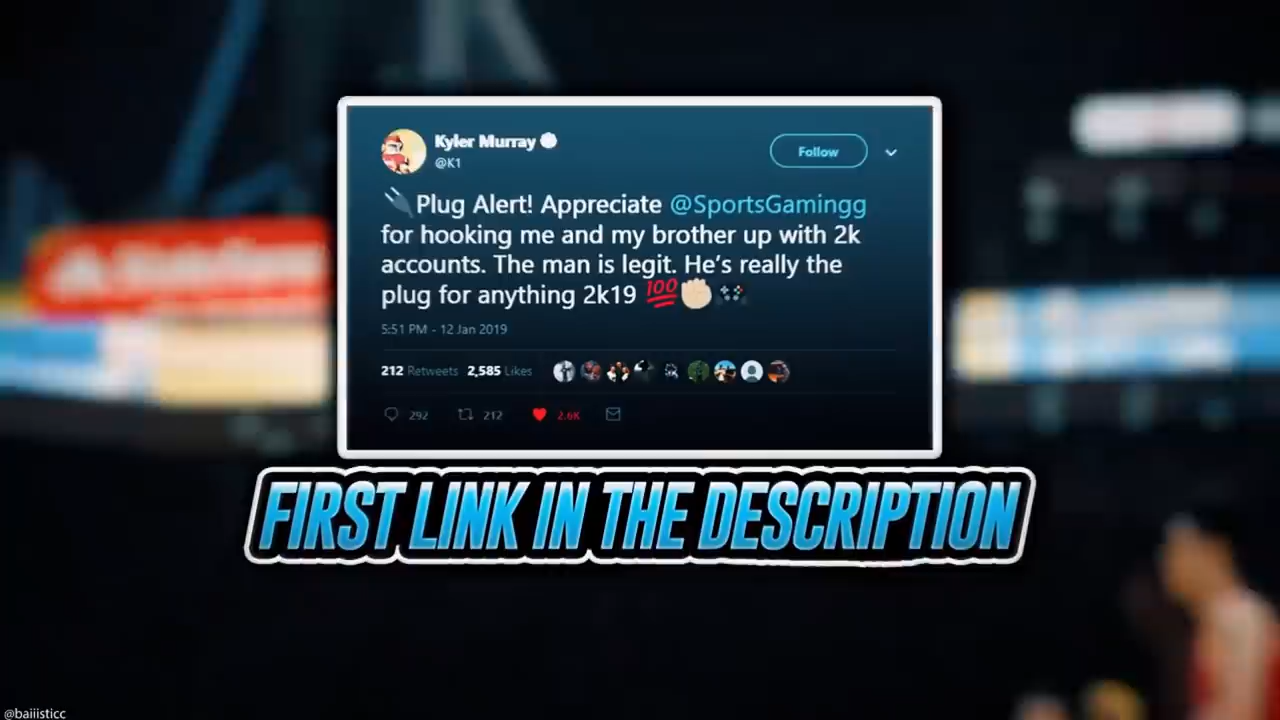 Kyler Murray
@K1
Follow
🔌Plug Alert! Appreciate @SportsGamingg
for hooking me and my brother up with 2k
accounts. The man is legit. He's really the
plug for anything 2k19 💯✊🏻🎮
5:51 PM - 12 Jan 2019
212 Retweets 2,585 Likes
292 212 2.6K
FIRST LINK IN THE DESCRIPTION
@baiiisticc